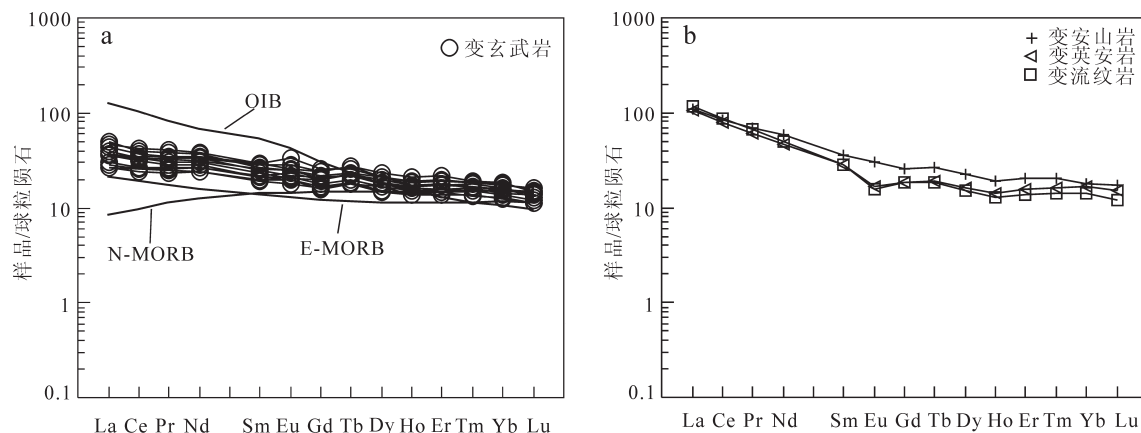 a
变玄武岩
OIB
N-MORB
E-MORB
样品/球粒陨石
1000
100
10
1
0.1
La Ce Pr Nd Sm Eu Gd Tb Dy Ho Er Tm Yb Lu
b
变安山岩
变英安岩
变流纹岩
样品/球粒陨石
1000
100
10
1
0.1
La Ce Pr Nd Sm Eu Gd Tb Dy Ho Er Tm Yb Lu